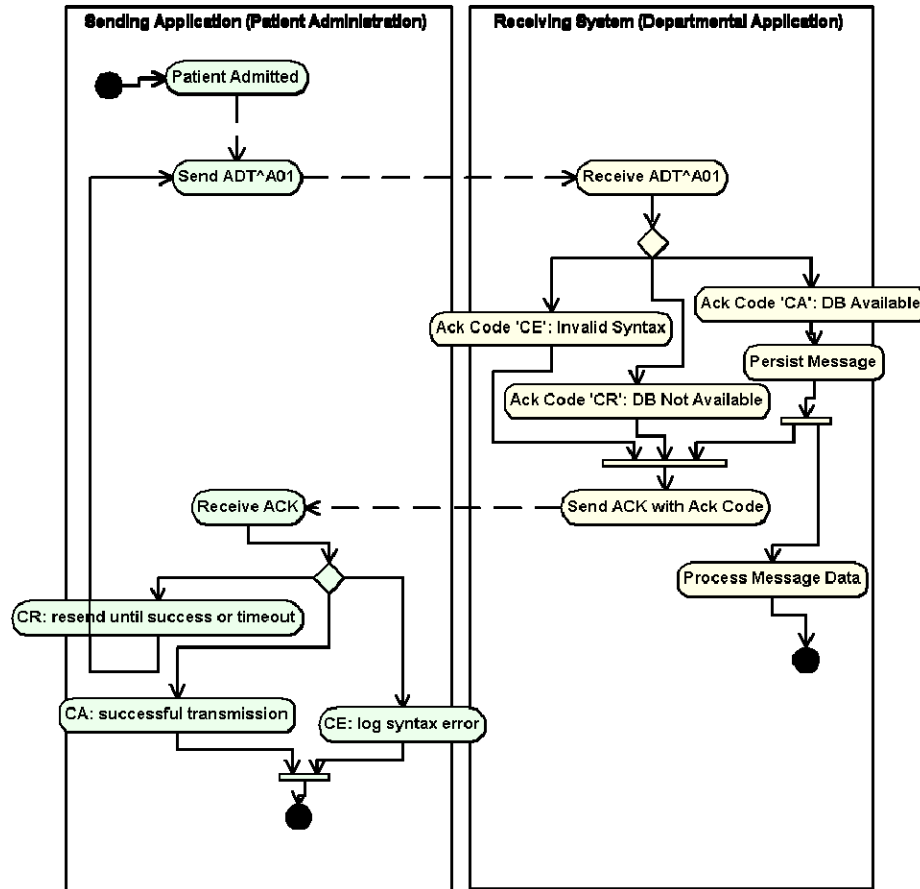 Sending Application (Patient Administration)
Receiving System (Departmental Application)
Patient Admitted
Send ADT^A01
Receive ADT^A01
Ack Code 'CA': DB Available
Ack Code 'CE': Invalid Syntax
Persist Message
Ack Code 'CR': DB Not Available
Receive ACK
Send ACK with Ack Code
Process Message Data
CR: resend until success or timeout
CA: successful transmission
CE: log syntax error